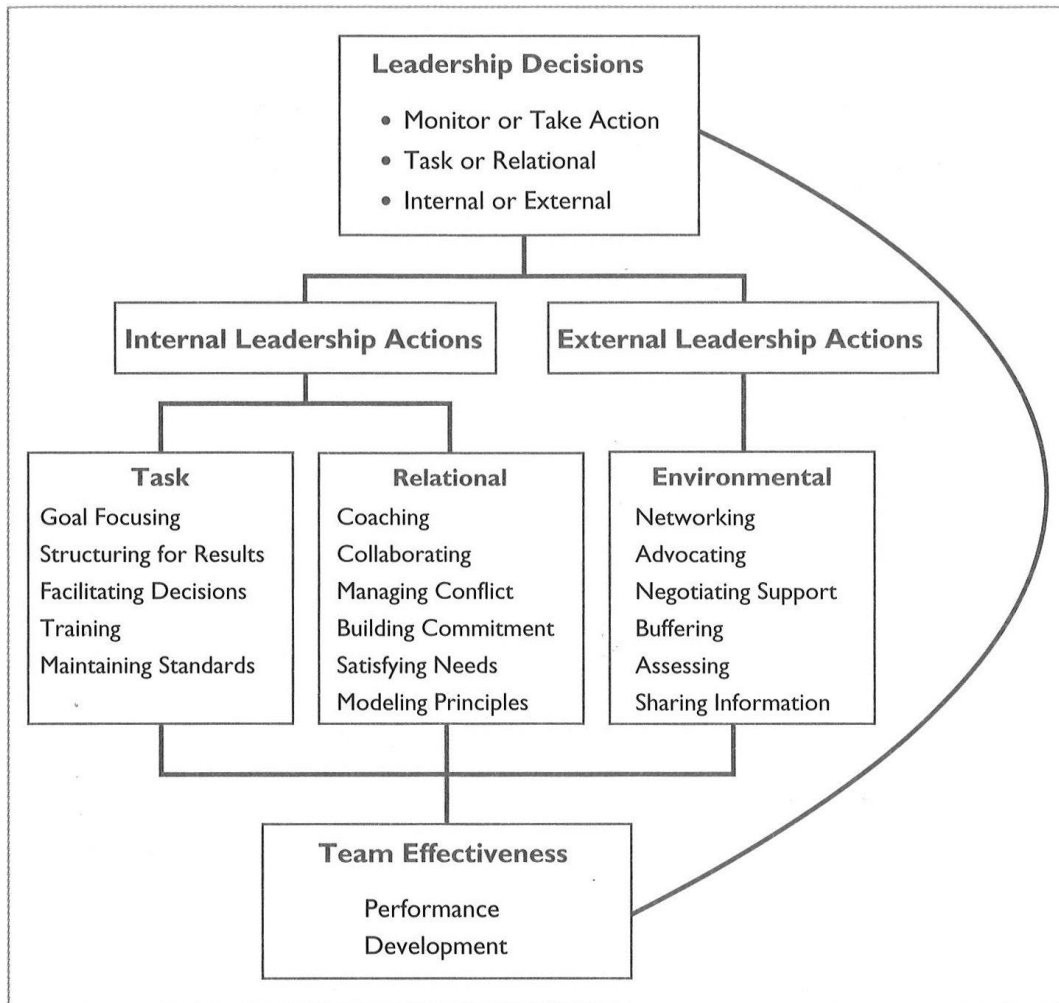 Leadership Decisions
• Monitor or Take Action
• Task or Relational
• Internal or External
Internal Leadership Actions
External Leadership Actions
Task
Goal Focusing
Structuring for Results
Facilitating Decisions
Training
Maintaining Standards
Relational
Coaching
Collaborating
Managing Conflict
Building Commitment
Satisfying Needs
Modeling Principles
Environmental
Networking
Advocating
Negotiating Support
Buffering
Assessing
Sharing Information
Team Effectiveness
Performance
Development